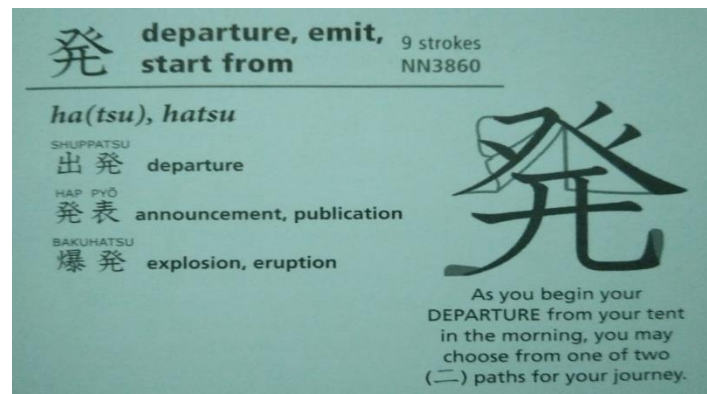 発 departure, emit, 9 strokes
start from NN3860
ha(tsu), hatsu
SHUPPATSU
出発 departure
HAP PYŌ
発表 announcement, publication
BAKUHATSU
爆発 explosion, eruption
発
As you begin your
DEPARTURE from your tent
in the morning, you may
choose from one of two
(二) paths for your journey.